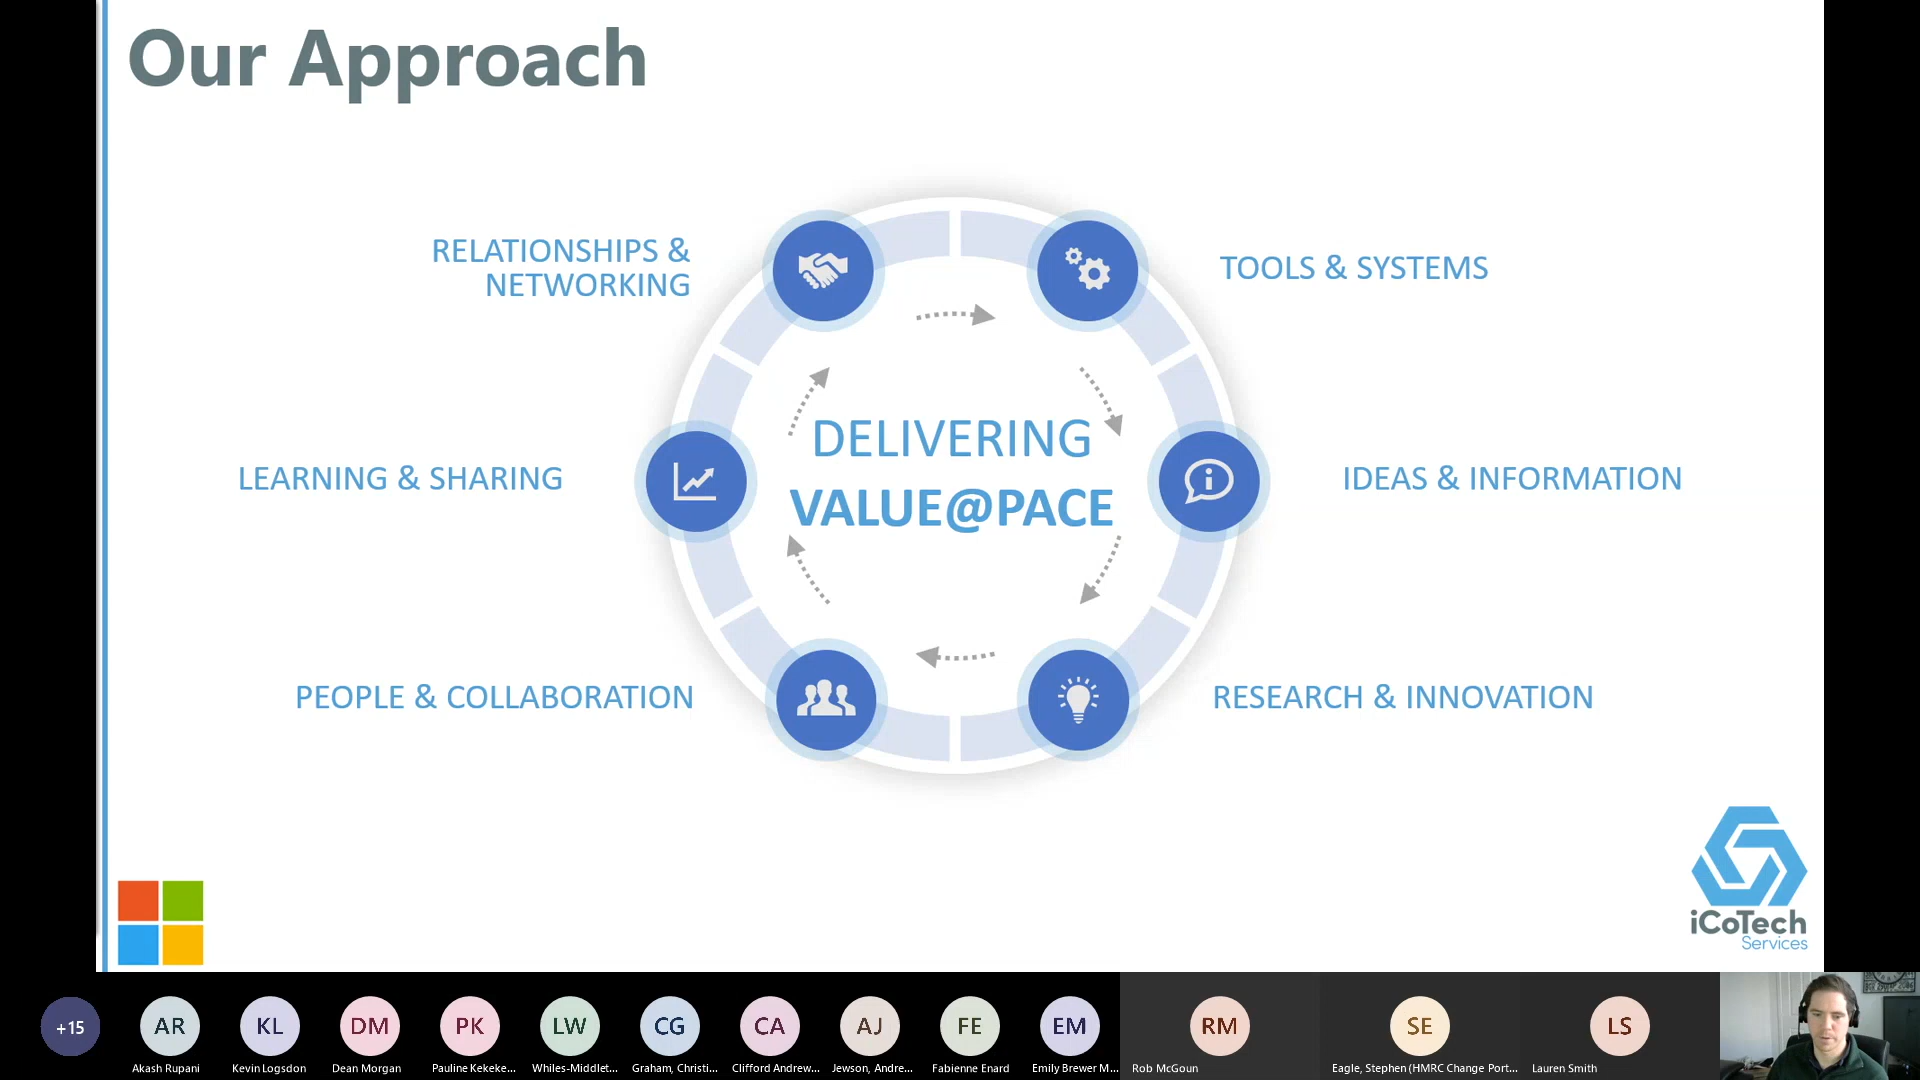 Our Approach
RELATIONSHIPS &
NETWORKING
TOOLS & SYSTEMS
DELIVERING
VALUE@PACE
LEARNING & SHARING
IDEAS & INFORMATION
PEOPLE & COLLABORATION
RESEARCH & INNOVATION
iCoTech
Services
+15
AR
KL
DM
PK
LW
CG
CA
AJ
FE
EM
RM
SE
LS
Akash Rupani
Kevin Logsdon
Dean Morgan
Pauline Kekeke...
Whiles-Middlet...
Graham, Christi...
Clifford Andrew...
Jewson, Andre...
Fabienne Enard
Emily Brewer M...
Rob McGoun
Eagle, Stephen (HMRC Change Port...
Lauren Smith